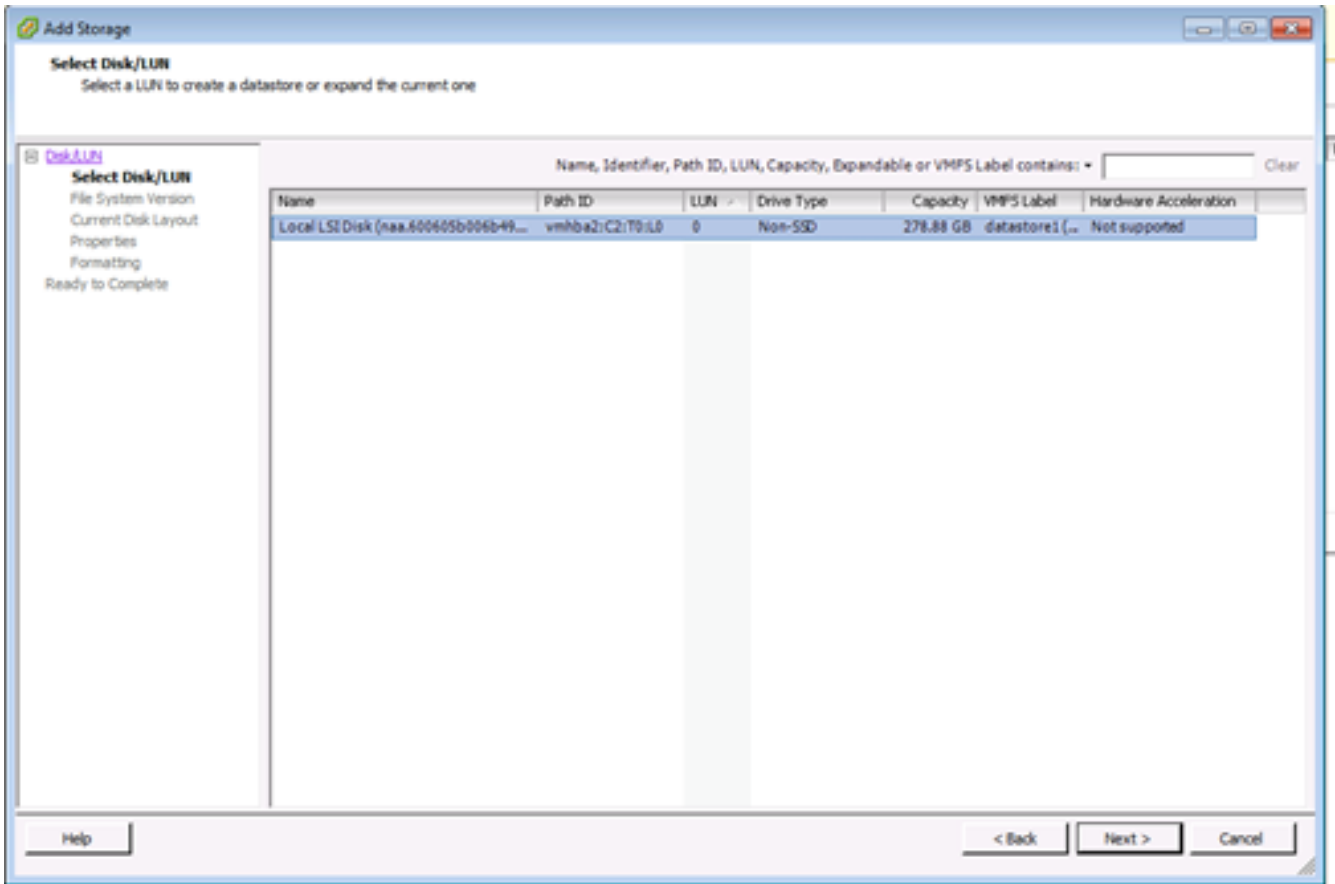 Add Storage
Select Disk/LUN
Select a LUN to create a datastore or expand the current one
Disk/LUN
Select Disk/LUN
File System Version
Current Disk Layout
Properties
Formatting
Ready to Complete
Name, Identifier, Path ID, LUN, Capacity, Expandable or VMFS Label contains: Clear
Name Path ID LUN Drive Type Capacity VMFS Label Hardware Acceleration
Local LSI Disk (naa.600605b006b49... vmhba2:C2:T0:L0 0 Non-SSD 278.88 GB datastore1 (... Not supported
Help < Back Next > Cancel